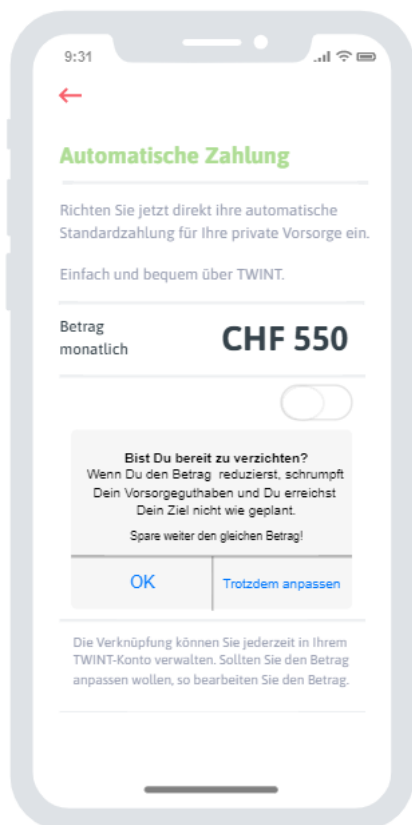 9:31
Automatische Zahlung
Richten Sie jetzt direkt ihre automatische
Standardzahlung für Ihre private Vorsorge ein.
Einfach und bequem über TWINT.
Betrag
monatlich
CHF 550
Bist Du bereit zu verzichten?
Wenn Du den Betrag reduzierst, schrumpft
Dein Vorsorgeguthaben und Du erreichst
Dein Ziel nicht wie geplant.
Spare weiter den gleichen Betrag!
OK
Trotzdem anpassen
Die Verknüpfung können Sie jederzeit in Ihrem
TWINT-Konto verwalten. Sollten Sie den Betrag
anpassen wollen, so bearbeiten Sie den Betrag.